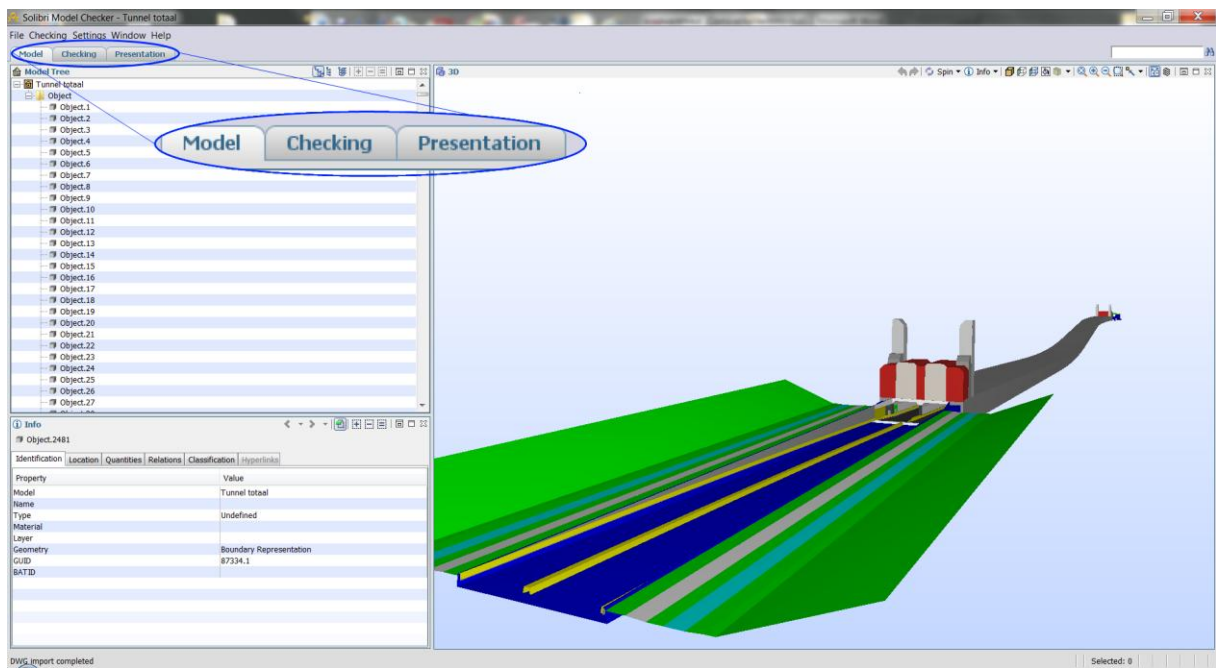 Solibri Model Checker - Tunnel totaal
File Checking Settings Window Help
Model Checking Presentation
Model Tree
3D
Spin Info
Tunnel totaal
Object
Object.1
Object.2
Object.3
Object.4
Object.5
Object.6
Object.7
Object.8
Object.9
Object.10
Object.11
Object.12
Object.13
Object.14
Object.15
Object.16
Object.17
Object.18
Object.19
Object.20
Object.21
Object.22
Object.23
Object.24
Object.25
Object.26
Object.27
Model Checking Presentation
Info
Object.2481
Identification Location Quantities Relations Classification Hyperlinks
Property Value
Model Tunnel totaal
Name
Type Undefined
Material
Layer
Geometry Boundary Representation
GUID 87334.1
BATID
DWG import completed
Selected: 0